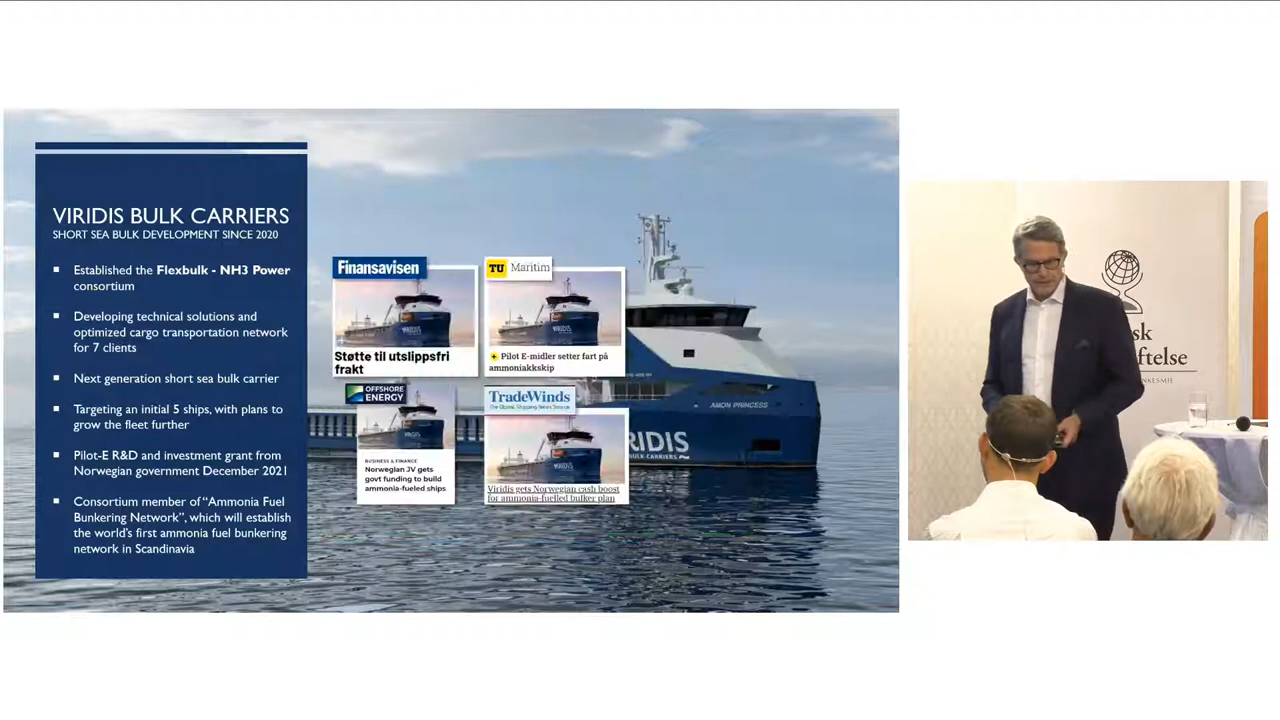 VIRIDIS BULK CARRIERS
SHORT SEA BULK DEVELOPMENT SINCE 2020
Established the Flexbulk - NH3 Power
consortium
Developing technical solutions and
optimized cargo transportation network
for 7 clients
Next generation short sea bulk carrier
Targeting an initial 5 ships, with plans to
grow the fleet further
Pilot-E R&D and investment grant from
Norwegian government December 2021
Consortium member of "Ammonia Fuel
Bunkering Network", which will establish
the world's first ammonia fuel bunkering
network in Scandinavia
Finansavisen
Støtte til utslippsfri
frakt
TU Maritim
Pilot E-midler setter fart på
ammoniakkskip
OFFSHORE
ENERGY
VIRIDIS
BUSINESS & FINANCE
Norwegian JV gets
govt funding to build
ammonia-fueled ships
TradeWinds
The Global Shipping News Source
VIRIDIS
Viridis gets Norwegian cash boost
for ammonia-fuelled bulker plan
AMON PRINCESS
RIDIS
BULK CARRIERS
sk
ftelse
NKESMIE